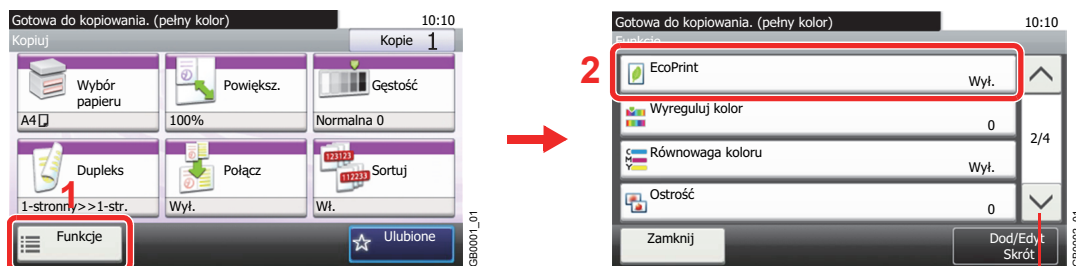 Gotowa do kopiowania. (pełny kolor) 10:10
Kopiuj Kopie 1
Wybór papieru
A4
Powiększ.
100%
Gęstość
Normalna 0
Dupleks
1-stronny>>1-str.
Połącz
Wył.
123123
112233
Sortuj
Wł.
1
Funkcje
Ulubione
GB0001_01
Gotowa do kopiowania. (pełny kolor) 10:10
Funkcje
2
EcoPrint
Wył.
Wyreguluj kolor
0
2/4
C
M
Y
Równowaga koloru
Wył.
Ostrość
0
Zamknij
Dod/Edyt
Skrót